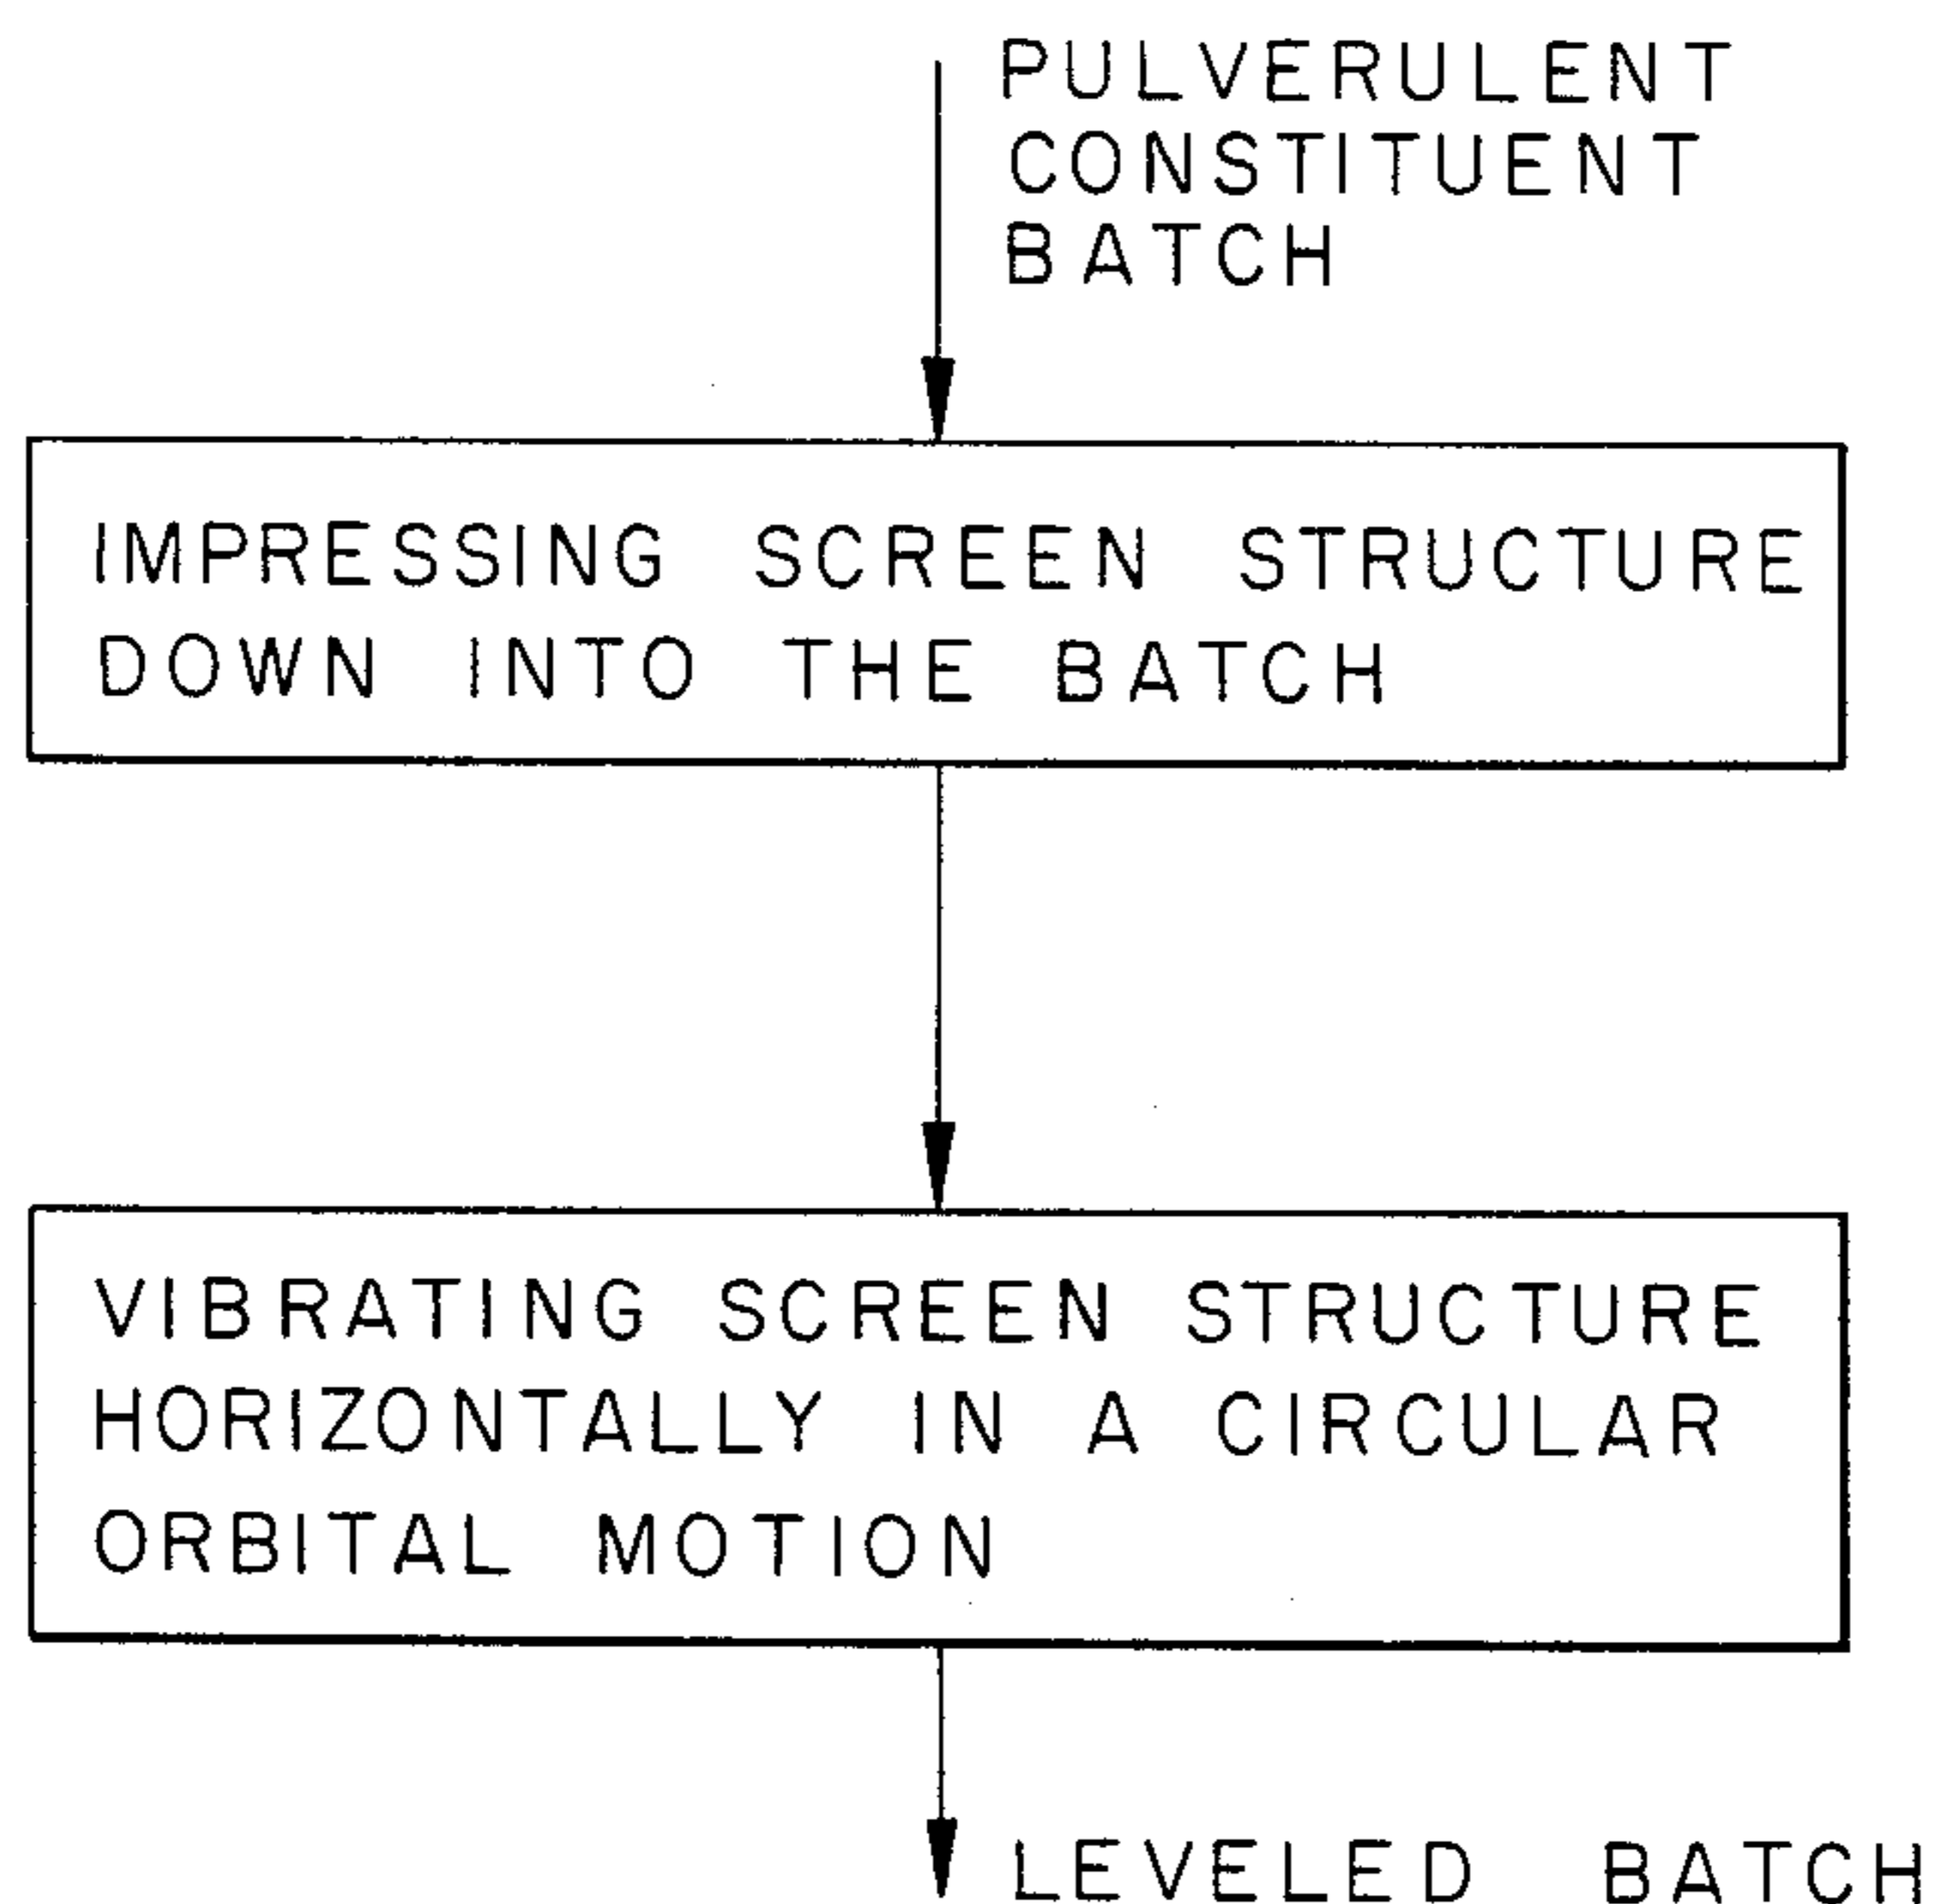 PULVERULENT
CONSTITUENT
BATCH
IMPRESSING SCREEN STRUCTURE
DOWN INTO THE BATCH
VIBRATING SCREEN STRUCTURE
HORIZONTALLY IN A CIRCULAR
ORBITAL MOTION
LEVELED BATCH